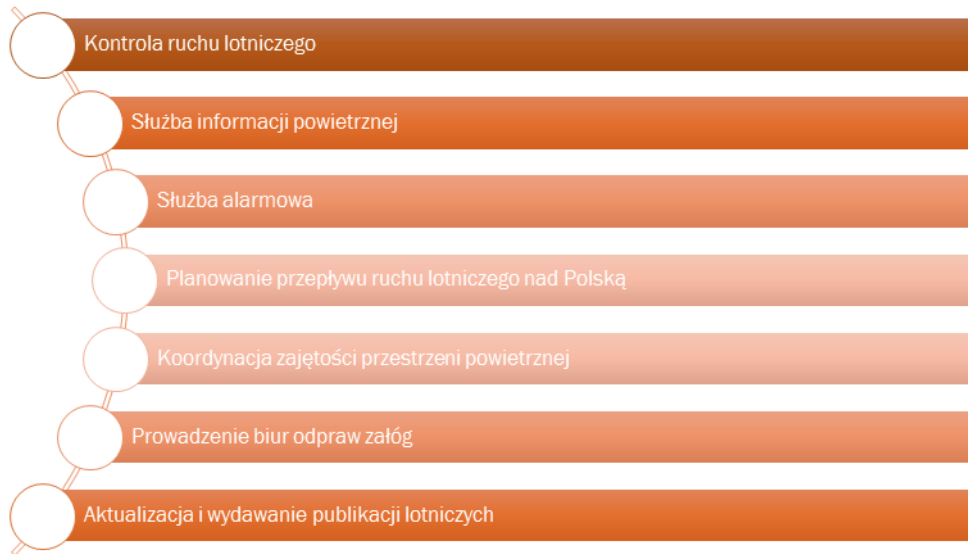 Kontrola ruchu lotniczego
Służba informacji powietrznej
Służba alarmowa
Planowanie przepływu ruchu lotniczego nad Polską
Koordynacja zajętości przestrzeni powietrznej
Prowadzenie biur odpraw załóg
Aktualizacja i wydawanie publikacji lotniczych